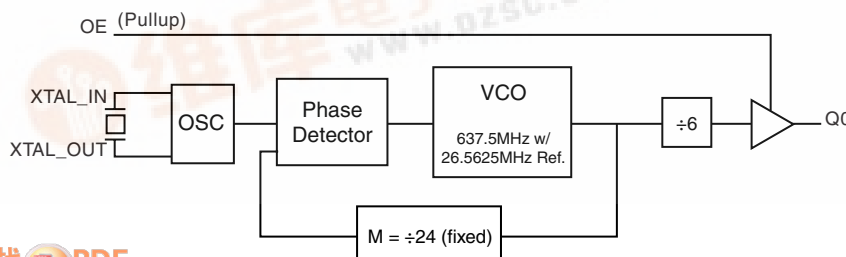 OE (Pullup)
XTAL_IN
XTAL_OUT
OSC
Phase
Detector
VCO
637.5MHz w/
26.5625MHz Ref.
÷6
Q0
M = ÷24 (fixed)